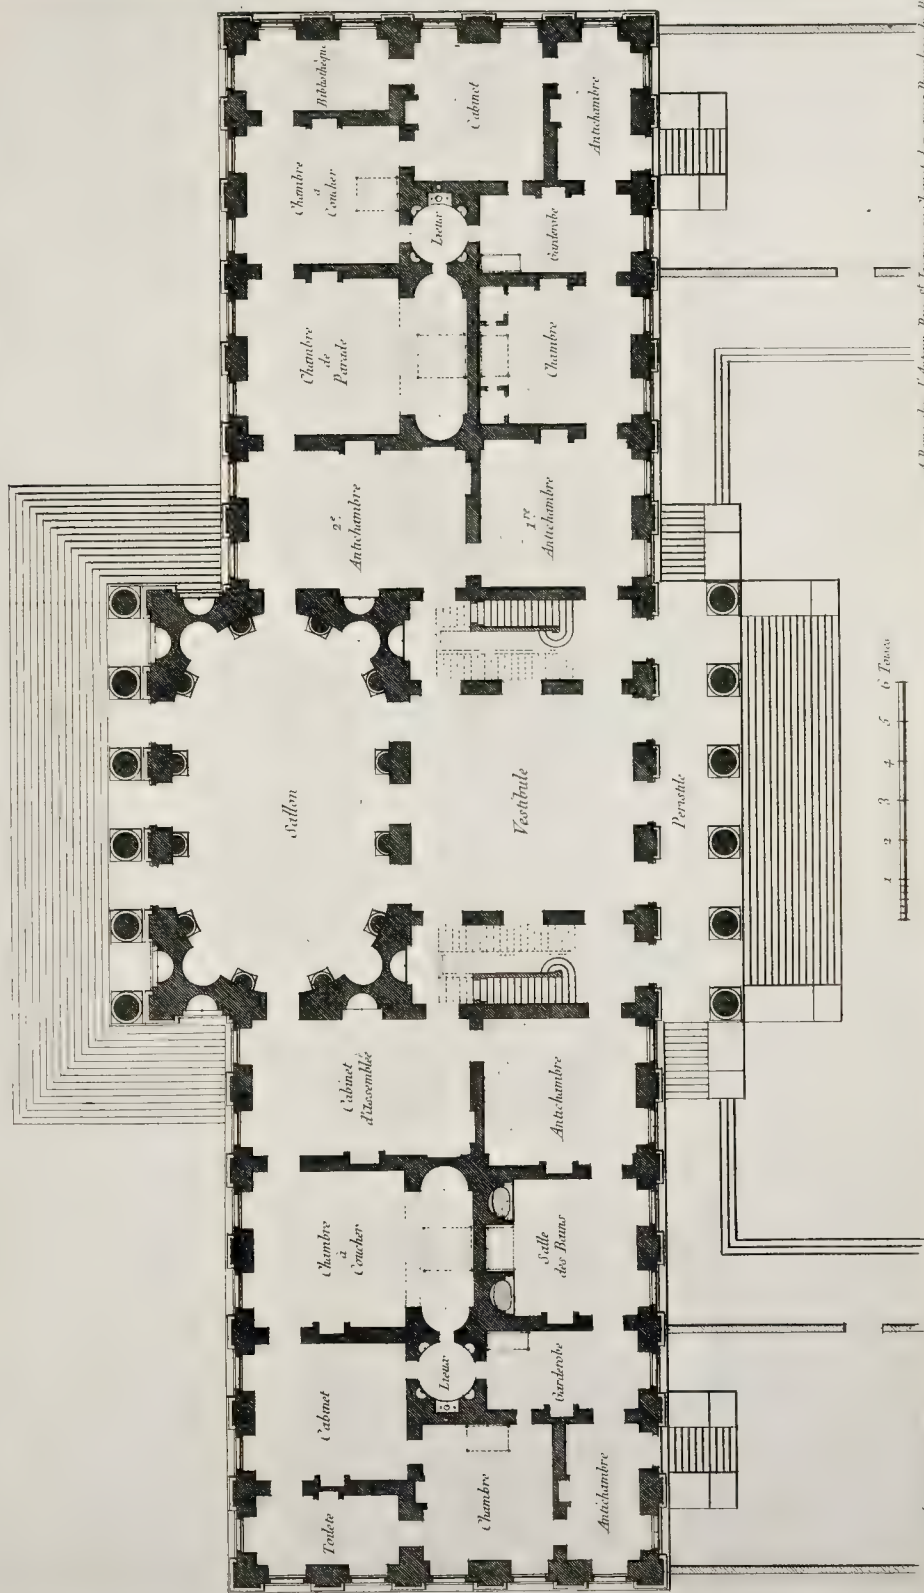 Toilete
Cabinet
Chambre
à
Coucher
Cabinet
d'Assemblée
Sallon
2e.
Antichambre
Chambre
de
Parade
Chambre
à
Coucher
Bibliothèque
Chambre
Lieux
Lieux
Cabinet
Antichambre
Garderobe
Salle
des Bains
Antichambre
Vestibule
1re.
Antichambre
Chambre
Garderobe
Antichambre
Peristile
1 2 3 4 5 6 Toises